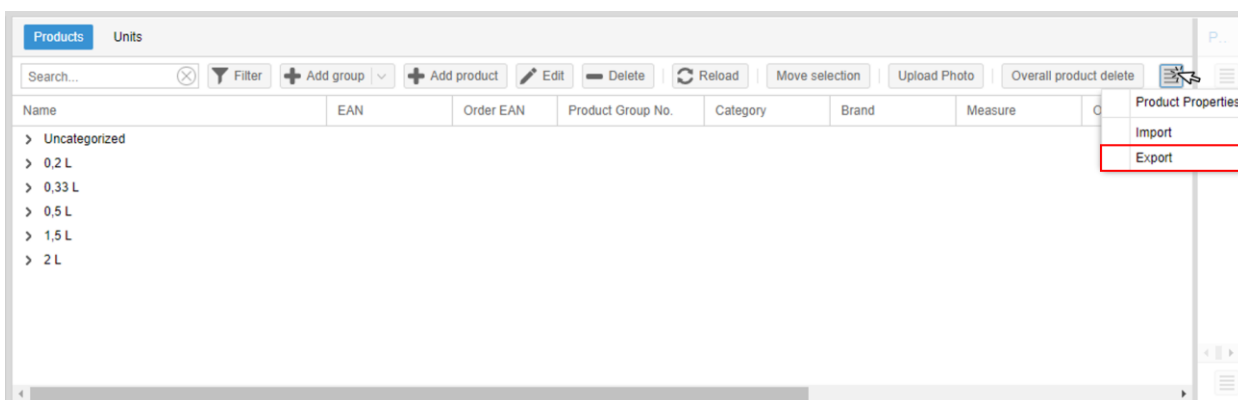 Products Units P..
Search... Filter Add group Add product Edit Delete Reload Move selection Upload Photo Overall product delete
Name EAN Order EAN Product Group No. Category Brand Measure O
Product Properties
Import
Export
Uncategorized
0,2 L
0,33 L
0,5 L
1,5 L
2 L